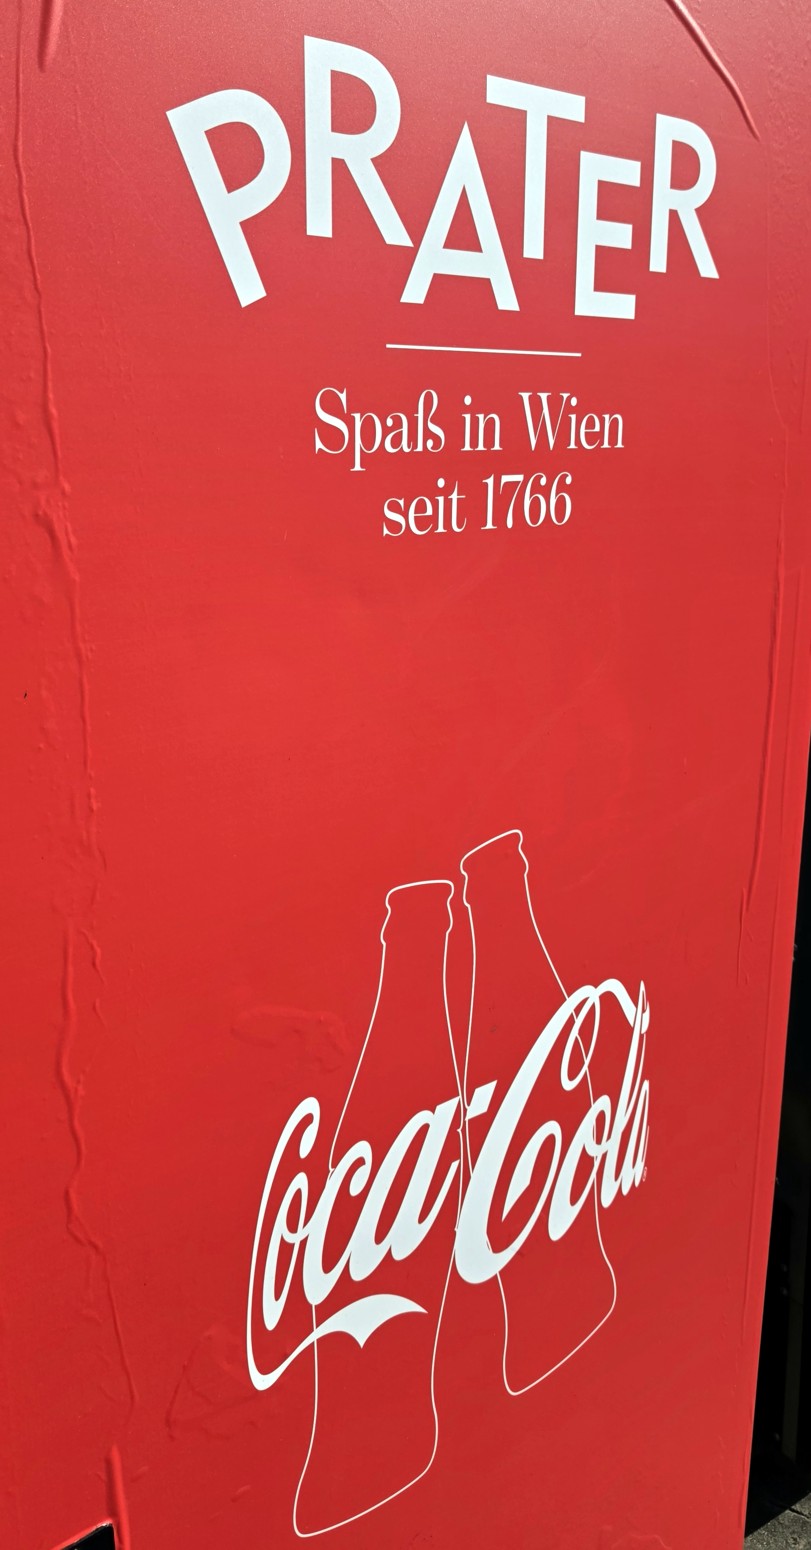 PRATER
Spaß in Wien
seit 1766
Coca-Cola